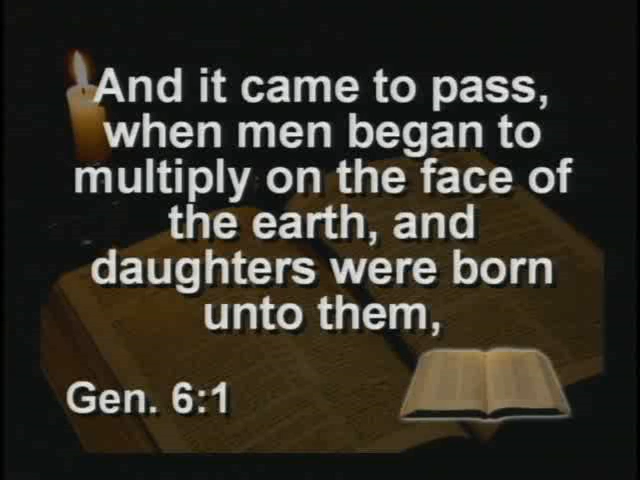 And it came to pass,
when men began to
multiply on the face of
the earth, and
daughters were born
unto them,
Gen. 6:1